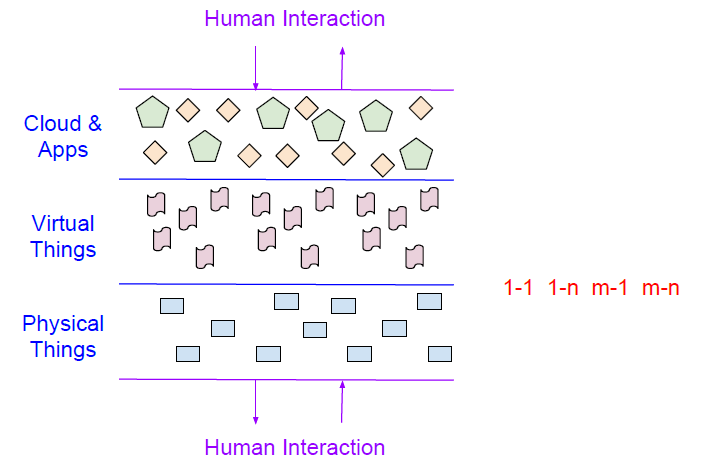 Human Interaction
Cloud &
Apps
Virtual
Things
1-1 1-n m-1 m-n
Physical
Things
Human Interaction